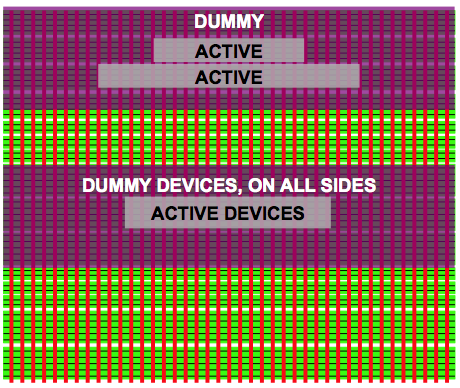 DUMMY
ACTIVE
ACTIVE
DUMMY DEVICES, ON ALL SIDES
ACTIVE DEVICES